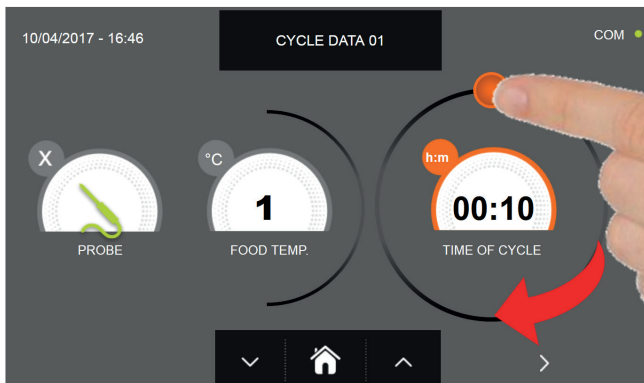 10/04/2017 - 16:46
CYCLE DATA 01
COM
X
°C
h:m
1
00:10
PROBE
FOOD TEMP.
TIME OF CYCLE